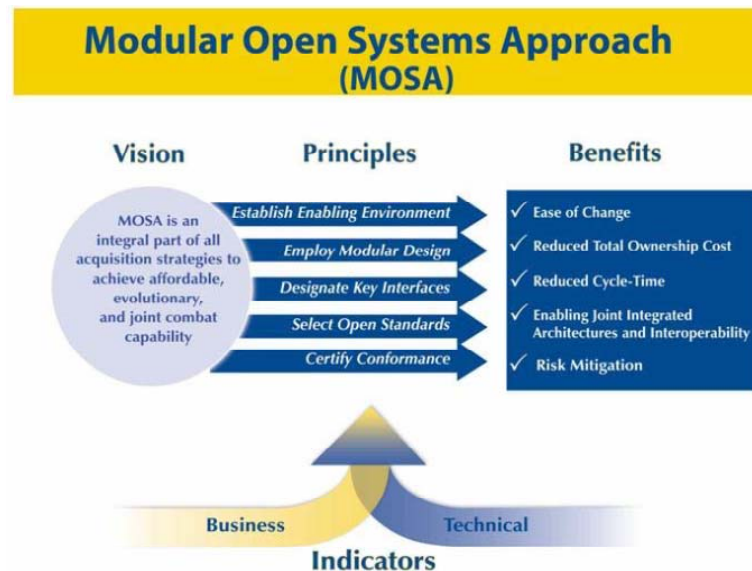 Modular Open Systems Approach
(MOSA)
Vision
Principles
Benefits
MOSA is an
integral part of all
acquisition strategies to
achieve affordable,
evolutionary,
and joint combat
capability
Establish Enabling Environment
Employ Modular Design
Designate Key Interfaces
Select Open Standards
Certify Conformance
✓ Ease of Change
✓ Reduced Total Ownership Cost
✓ Reduced Cycle-Time
✓ Enabling Joint Integrated
Architectures and Interoperability
✓ Risk Mitigation
Business
Technical
Indicators